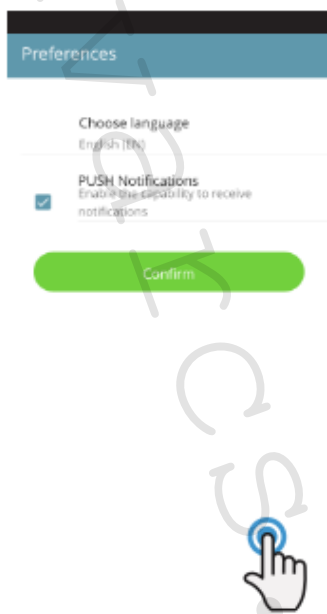 Preferences
Choose language
English (EN)
PUSH Notifications
Enable the capability to receive
notifications
Confirm